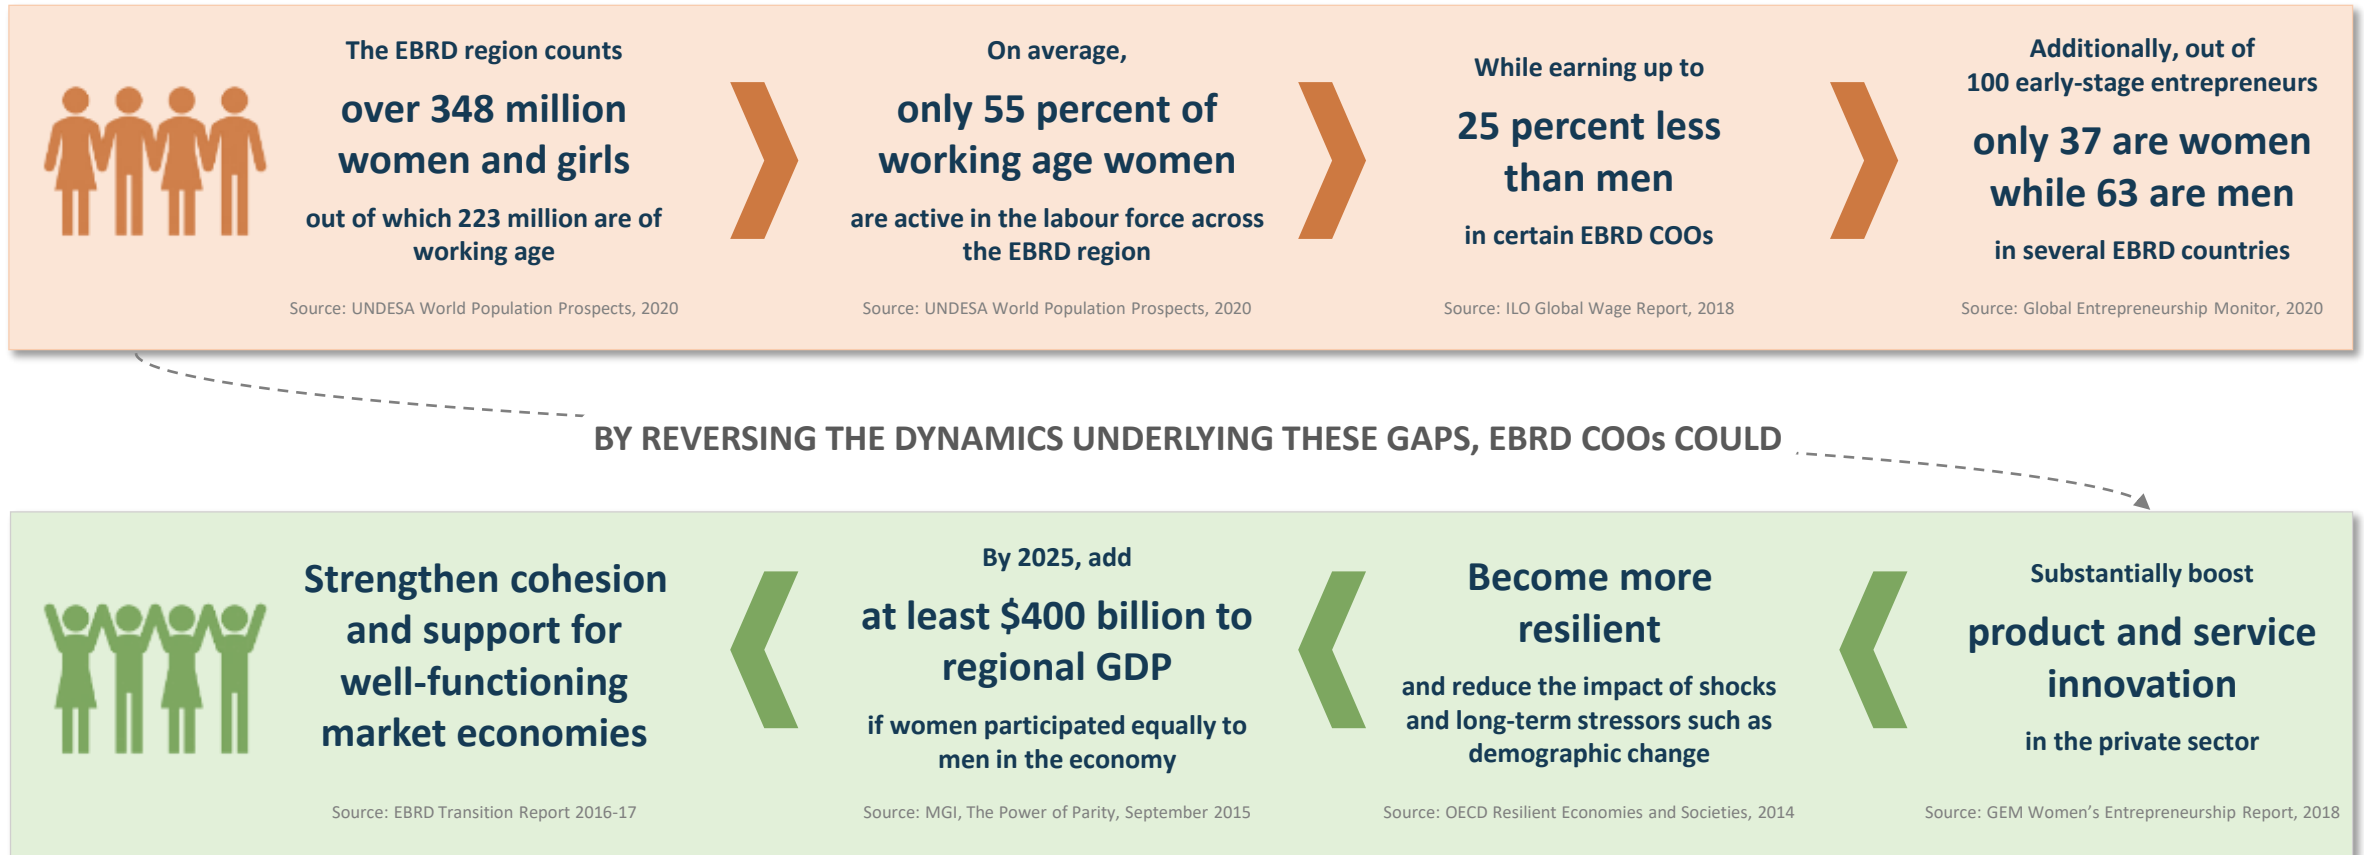 The EBRD region counts
over 348 million
women and girls
out of which 223 million are of
working age
Source: UNDESA World Population Prospects, 2020
On average,
only 55 percent of
working age women
are active in the labour force across
the EBRD region
Source: UNDESA World Population Prospects, 2020
While earning up to
25 percent less
than men
in certain EBRD COOs
Source: ILO Global Wage Report, 2018
Additionally, out of
100 early-stage entrepreneurs
only 37 are women
while 63 are men
in several EBRD countries
Source: Global Entrepreneurship Monitor, 2020
BY REVERSING THE DYNAMICS UNDERLYING THESE GAPS, EBRD COOs COULD
Strengthen cohesion
and support for
well-functioning
market economies
Source: EBRD Transition Report 2016-17
By 2025, add
at least $400 billion to
regional GDP
if women participated equally to
men in the economy
Source: MGI, The Power of Parity, September 2015
Become more
resilient
and reduce the impact of shocks
and long-term stressors such as
demographic change
Source: OECD Resilient Economies and Societies, 2014
Substantially boost
product and service
innovation
in the private sector
Source: GEM Women's Entrepreneurship Report, 2018